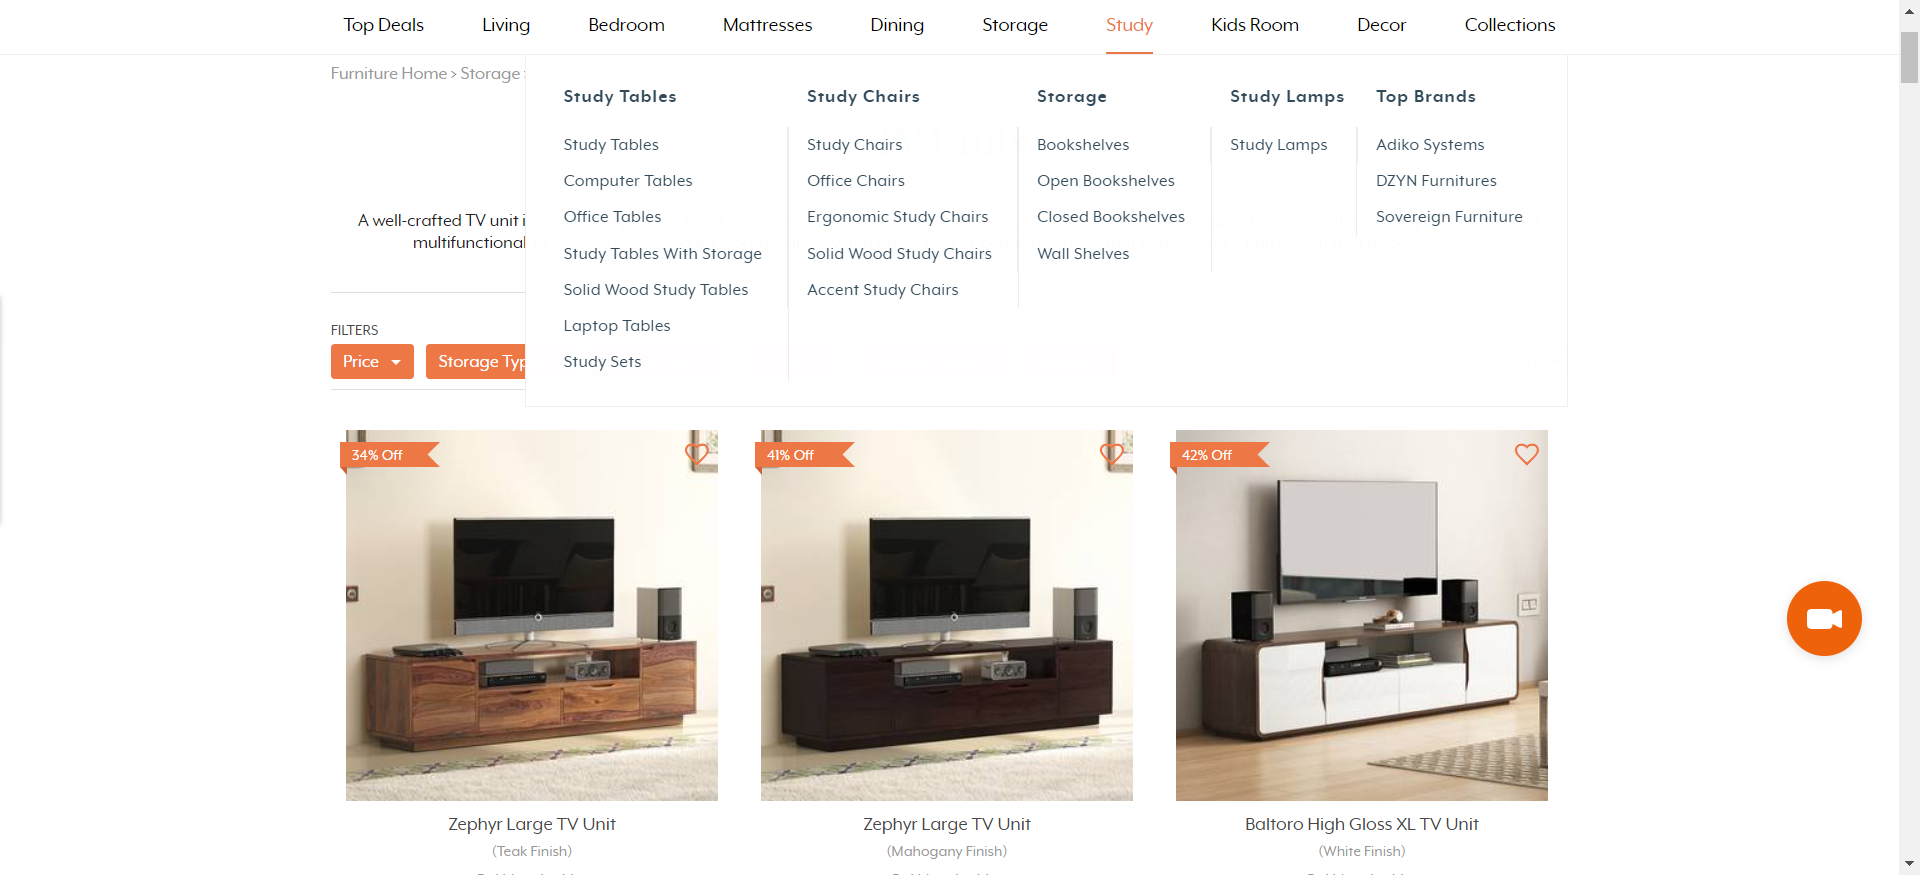 Top Deals Living Bedroom Mattresses Dining Storage Study Kids Room Decor Collections
Furniture Home > Storage
Study Tables
Study Tables
Computer Tables
Office Tables
Study Tables With Storage
Solid Wood Study Tables
Laptop Tables
Study Sets
Study Chairs
Study Chairs
Office Chairs
Ergonomic Study Chairs
Solid Wood Study Chairs
Accent Study Chairs
Storage
Bookshelves
Open Bookshelves
Closed Bookshelves
Wall Shelves
Study Lamps
Study Lamps
Top Brands
Adiko Systems
DZYN Furnitures
Sovereign Furniture
A well-crafted TV unit
multifunctional
FILTERS
Price
Storage Typ
34% Off
41% Off
42% Off
Zephyr Large TV Unit
(Teak Finish)
Zephyr Large TV Unit
(Mahogany Finish)
Baltoro High Gloss XL TV Unit
(White Finish)